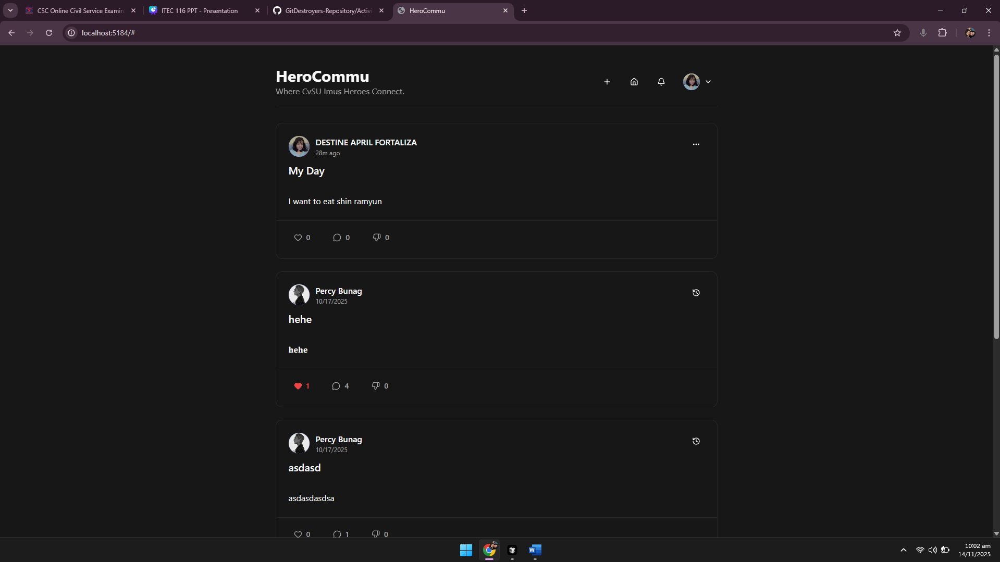 CSC Online Civil Service Examin
ITEC 116 PPT - Presentation
GitDestroyers-Repository/Activi
HeroCommu
localhost:5184/#
HeroCommu
Where CvSU Imus Heroes Connect.
DESTINE APRIL FORTALIZA
28m ago
My Day
I want to eat shin ramyun
0 0 0
Percy Bunag
10/17/2025
hehe
hehe
1 4 0
Percy Bunag
10/17/2025
asdasd
asdasdasdsa
0 1 0
10:02 am
14/11/2025